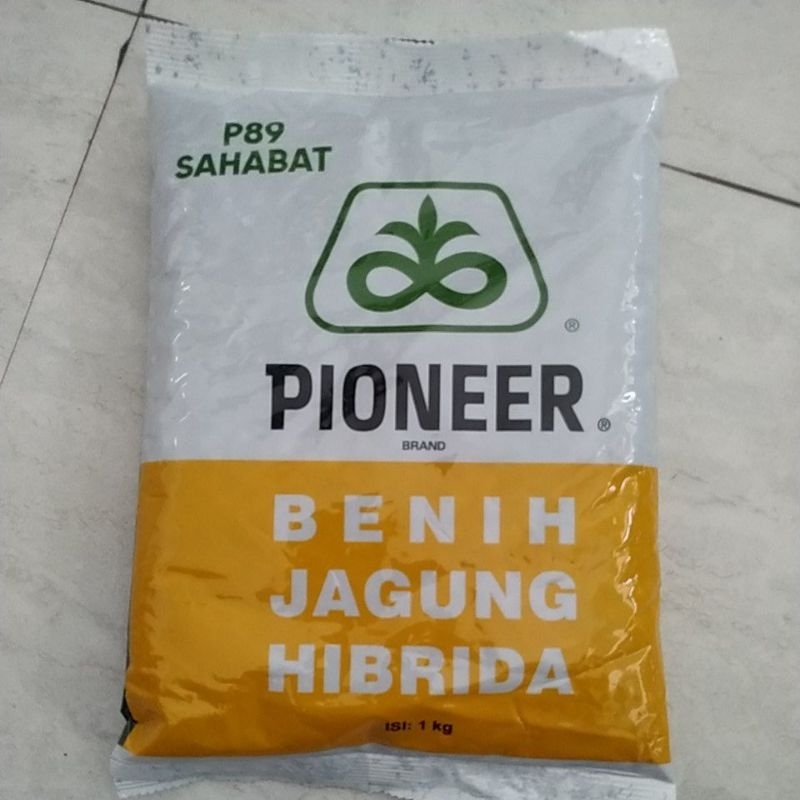 P89
SAHABAT
®
PIONEER®
BRAND
BENIH
JAGUNG
HIBRIDA
ISI: 1 kg